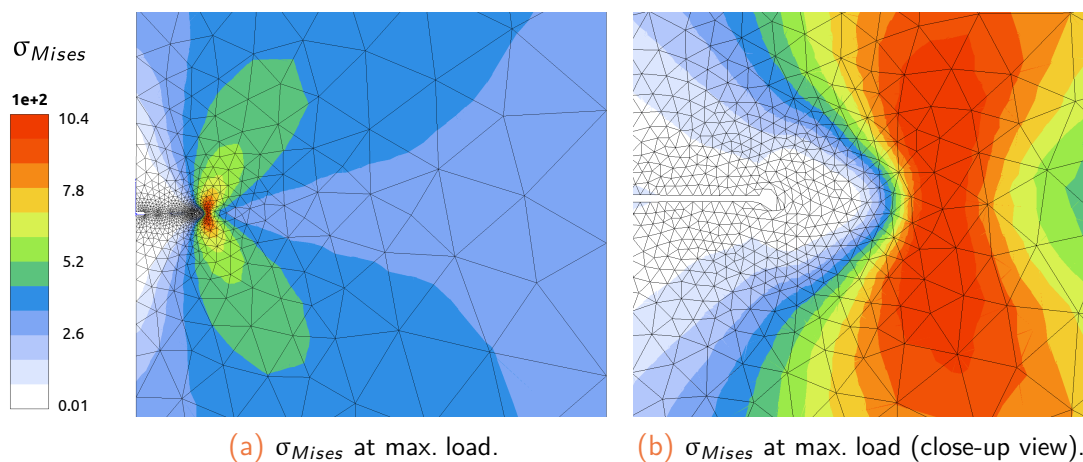 σMises
1e+2
10.4
7.8
5.2
2.6
0.01
(a) σMises at max. load.
(b) σMises at max. load (close-up view).